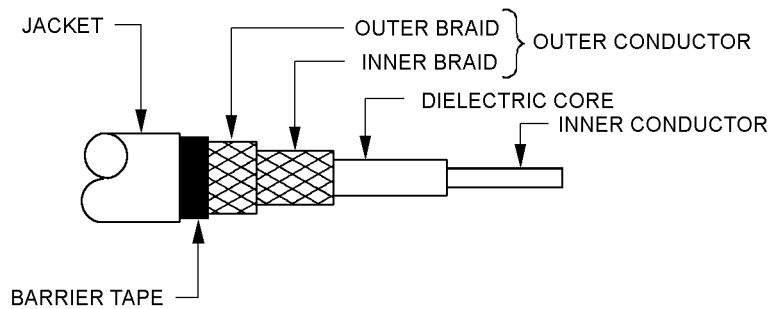 JACKET
OUTER BRAID
INNER BRAID
OUTER CONDUCTOR
DIELECTRIC CORE
INNER CONDUCTOR
BARRIER TAPE